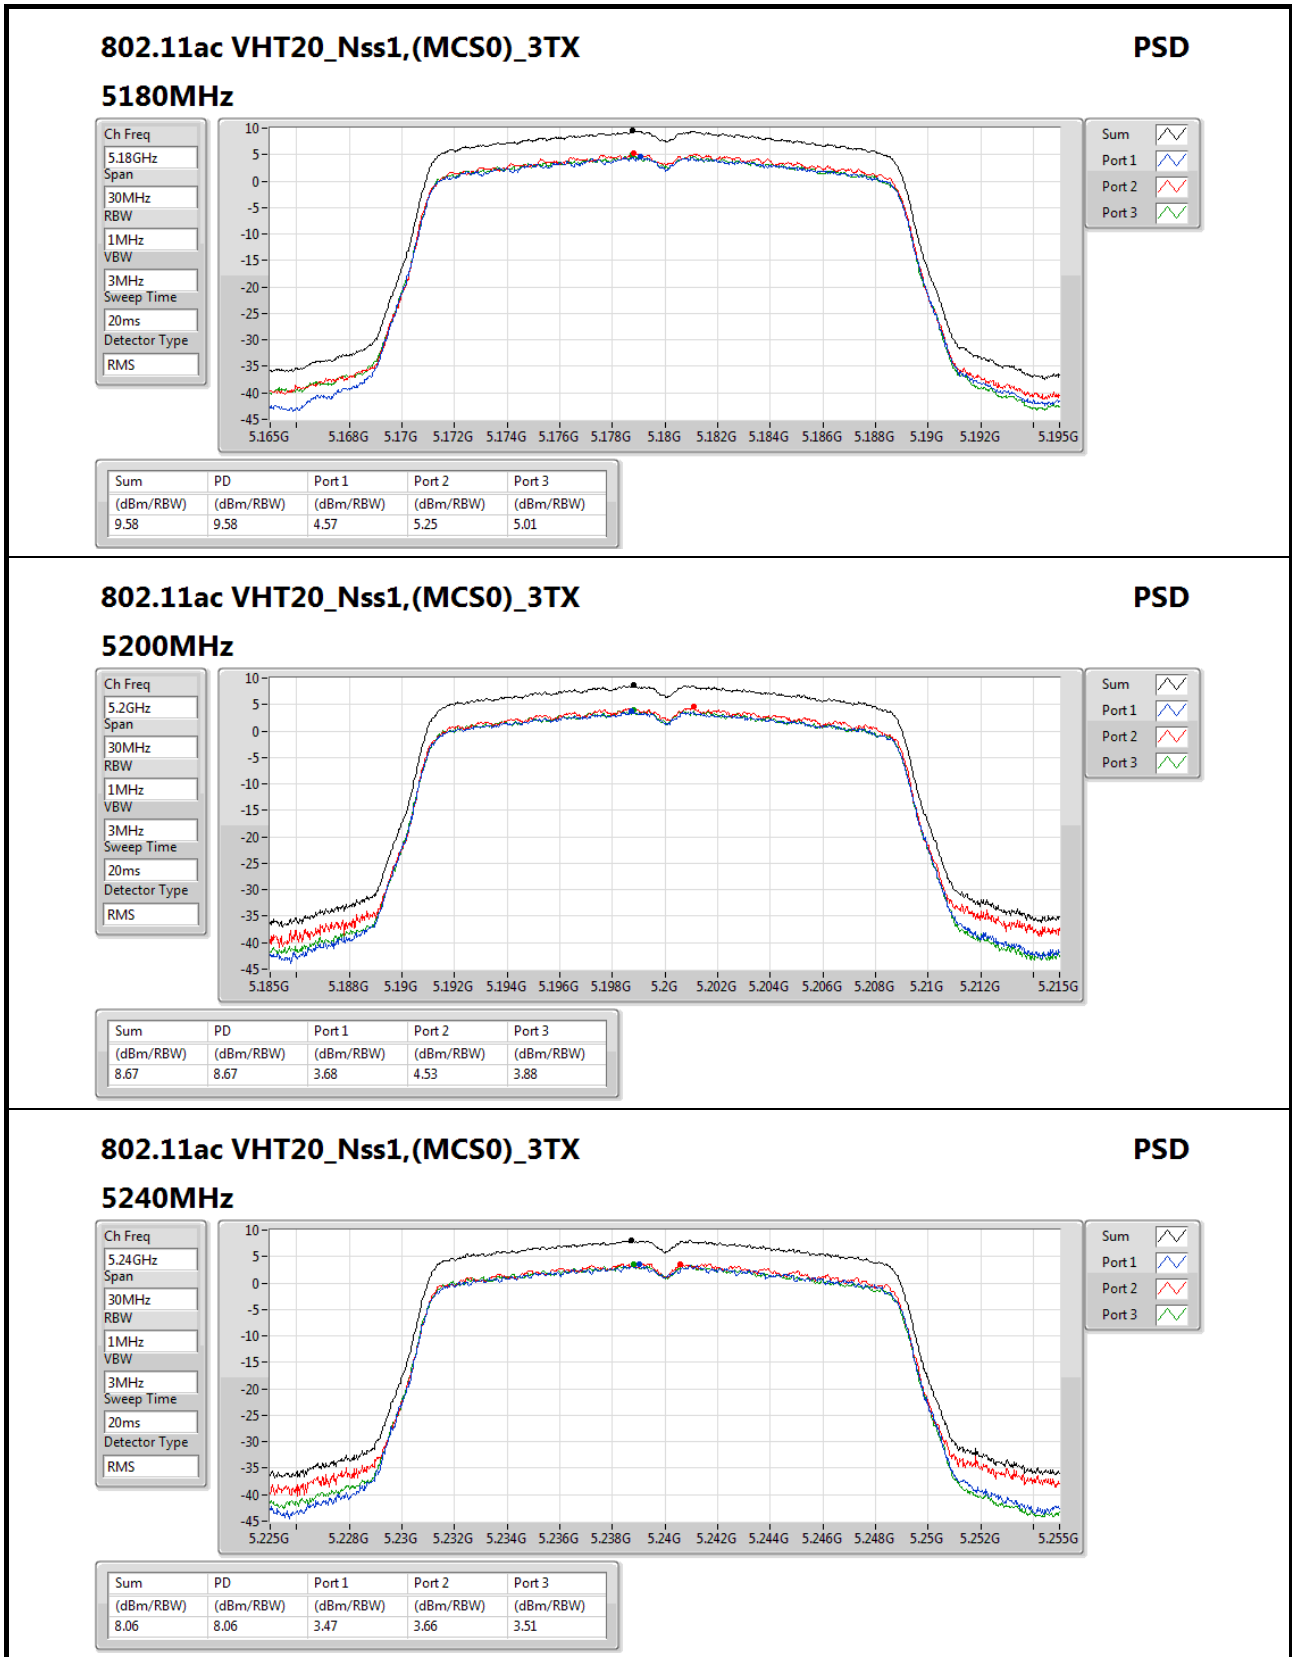 802.11ac VHT20_Nss1,(MCS0)_3TX PSD
5180MHz
Ch Freq
5.18GHz
Span
30MHz
RBW
1MHz
VBW
3MHz
Sweep Time
20ms
Detector Type
RMS
10
5
0
-5
-10
-15
-20
-25
-30
-35
-40
-45
5.165G 5.168G 5.17G 5.172G 5.174G 5.176G 5.178G 5.18G 5.182G 5.184G 5.186G 5.188G 5.19G 5.192G 5.195G
Sum
Port 1
Port 2
Port 3
Sum PD Port 1 Port 2 Port 3
(dBm/RBW) (dBm/RBW) (dBm/RBW) (dBm/RBW) (dBm/RBW)
9.58 9.58 4.57 5.25 5.01
802.11ac VHT20_Nss1,(MCS0)_3TX PSD
5200MHz
Ch Freq
5.2GHz
Span
30MHz
RBW
1MHz
VBW
3MHz
Sweep Time
20ms
Detector Type
RMS
10
5
0
-5
-10
-15
-20
-25
-30
-35
-40
-45
5.185G 5.188G 5.19G 5.192G 5.194G 5.196G 5.198G 5.2G 5.202G 5.204G 5.206G 5.208G 5.21G 5.212G 5.215G
Sum
Port 1
Port 2
Port 3
Sum PD Port 1 Port 2 Port 3
(dBm/RBW) (dBm/RBW) (dBm/RBW) (dBm/RBW) (dBm/RBW)
8.67 8.67 3.68 4.53 3.88
802.11ac VHT20_Nss1,(MCS0)_3TX PSD
5240MHz
Ch Freq
5.24GHz
Span
30MHz
RBW
1MHz
VBW
3MHz
Sweep Time
20ms
Detector Type
RMS
10
5
0
-5
-10
-15
-20
-25
-30
-35
-40
-45
5.225G 5.228G 5.23G 5.232G 5.234G 5.236G 5.238G 5.24G 5.242G 5.244G 5.246G 5.248G 5.25G 5.252G 5.255G
Sum
Port 1
Port 2
Port 3
Sum PD Port 1 Port 2 Port 3
(dBm/RBW) (dBm/RBW) (dBm/RBW) (dBm/RBW) (dBm/RBW)
8.06 8.06 3.47 3.66 3.51